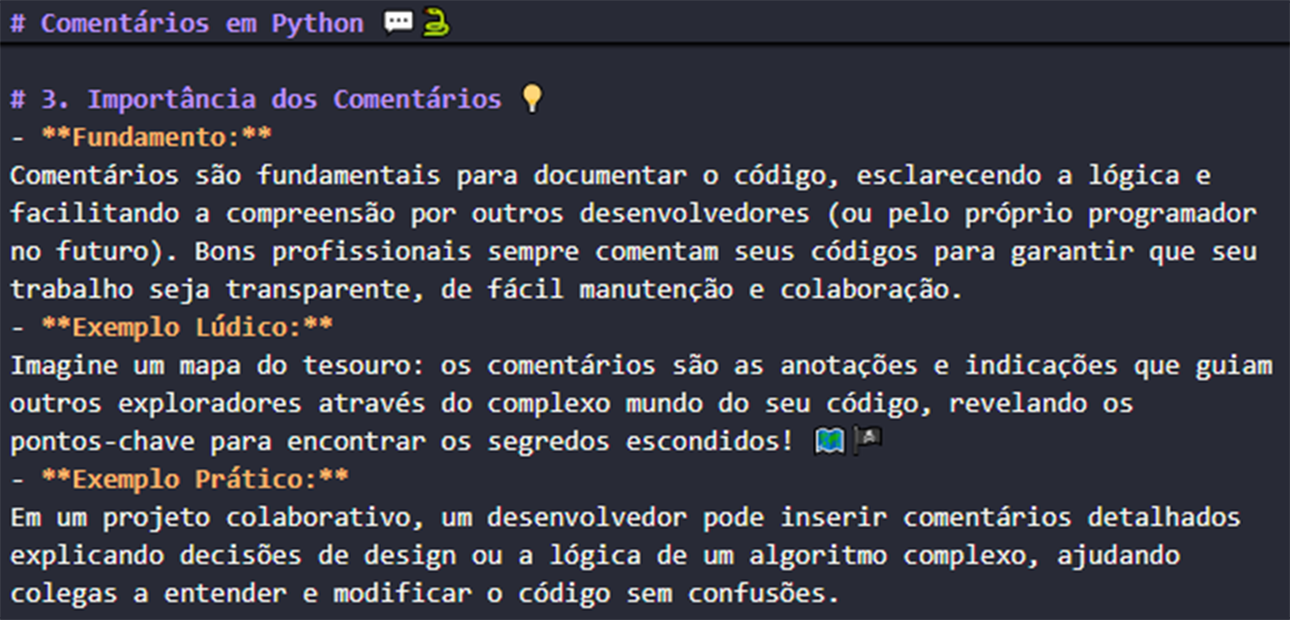 # Comentários em Python 💬🐍
# 3. Importância dos Comentários 💡
- **Fundamento:**
Comentários são fundamentais para documentar o código, esclarecendo a lógica e
facilitando a compreensão por outros desenvolvedores (ou pelo próprio programador
no futuro). Bons profissionais sempre comentam seus códigos para garantir que seu
trabalho seja transparente, de fácil manutenção e colaboração.
- **Exemplo Lúdico:**
Imagine um mapa do tesouro: os comentários são as anotações e indicações que guiam
outros exploradores através do complexo mundo do seu código, revelando os
pontos-chave para encontrar os segredos escondidos! 🗺️🏴‍☠️
- **Exemplo Prático:**
Em um projeto colaborativo, um desenvolvedor pode inserir comentários detalhados
explicando decisões de design ou a lógica de um algoritmo complexo, ajudando
colegas a entender e modificar o código sem confusões.